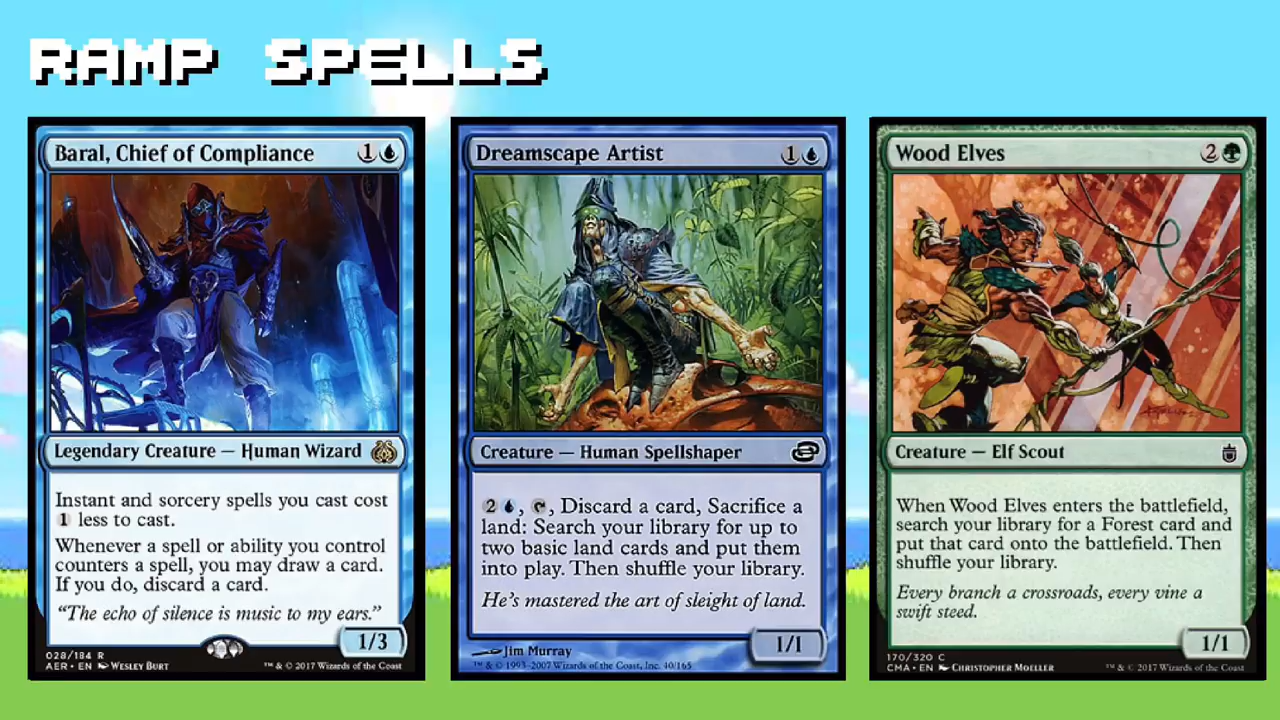 RAMP SPELLS
Baral, Chief of Compliance 1
Legendary Creature — Human Wizard
Instant and sorcery spells you cast cost
1 less to cast.
Whenever a spell or ability you control
counters a spell, you may draw a card.
If you do, discard a card.
"The echo of silence is music to my ears."
1/3
028/184 R
AER • EN Wesley Burt
™ & © 2017 Wizards of the Coast
Dreamscape Artist 1
Creature — Human Spellshaper
2 , , Discard a card, Sacrifice a
land: Search your library for up to
two basic land cards and put them
into play. Then shuffle your library.
He's mastered the art of sleight of land.
1/1
Jim Murray
™ & © 1993–2007 Wizards of the Coast, Inc. 40/165
Wood Elves 2
Creature — Elf Scout
When Wood Elves enters the battlefield,
search your library for a Forest card and
put that card onto the battlefield. Then
shuffle your library.
Every branch a crossroads, every vine a
swift steed.
1/1
170/320 C
CMA • EN Christopher Moeller
™ & © 2017 Wizards of the Coast